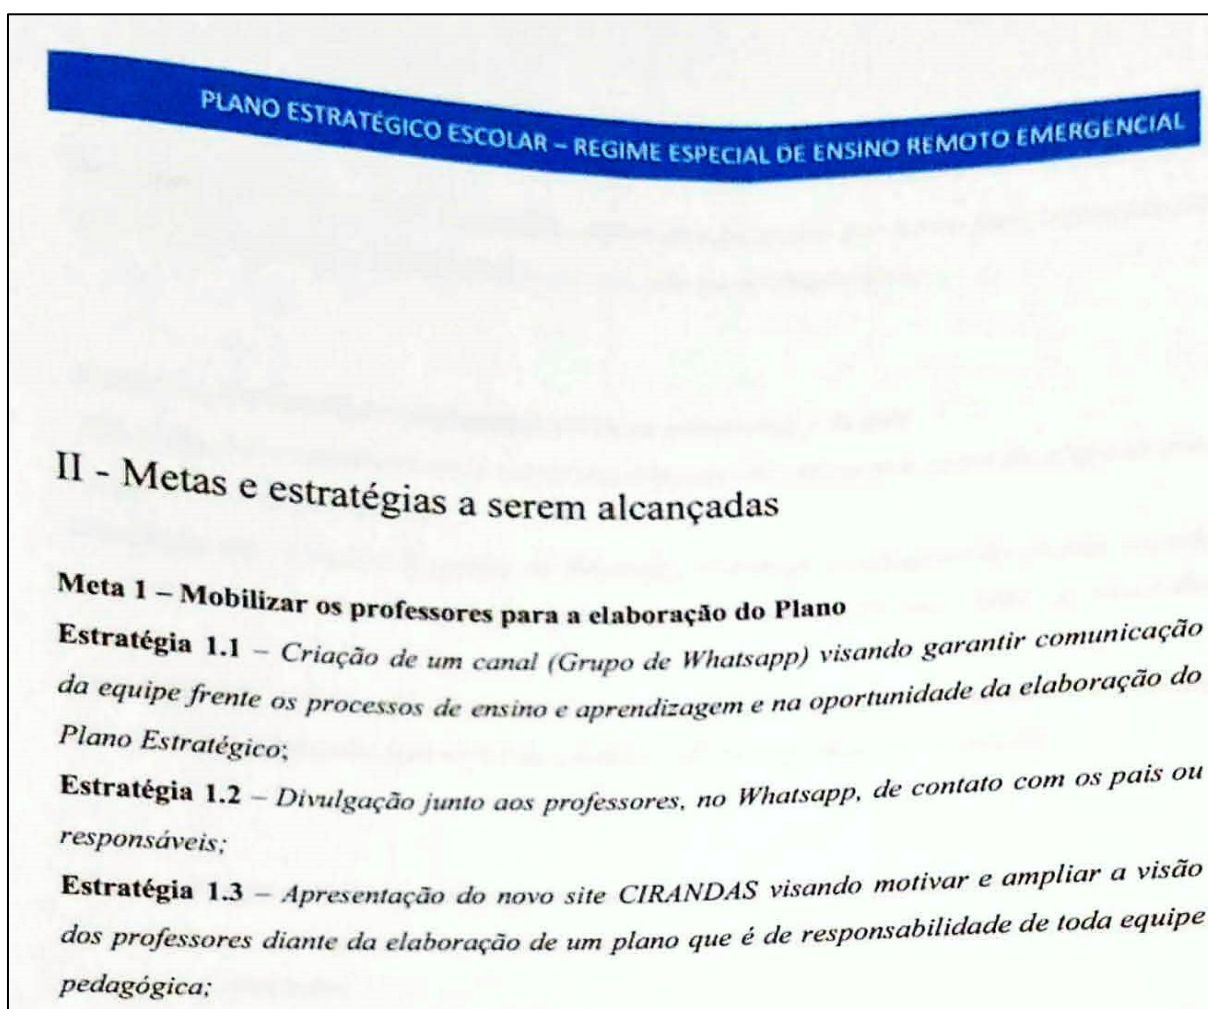 PLANO ESTRATÉGICO ESCOLAR – REGIME ESPECIAL DE ENSINO REMOTO EMERGENCIAL
II - Metas e estratégias a serem alcançadas
Meta 1 – Mobilizar os professores para a elaboração do Plano
Estratégia 1.1 – Criação de um canal (Grupo de Whatsapp) visando garantir comunicação
da equipe frente os processos de ensino e aprendizagem e na oportunidade da elaboração do
Plano Estratégico;
Estratégia 1.2 – Divulgação junto aos professores, no Whatsapp, de contato com os pais ou
responsáveis;
Estratégia 1.3 – Apresentação do novo site CIRANDAS visando motivar e ampliar a visão
dos professores diante da elaboração de um plano que é de responsabilidade de toda equipe
pedagógica;